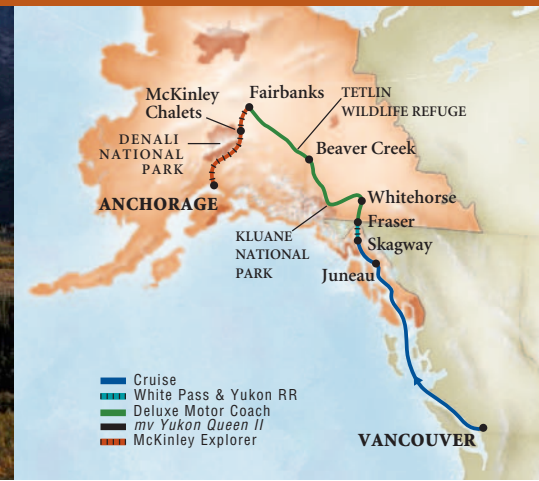 McKinley
Chalets
Fairbanks
TETLIN
WILDLIFE REFUGE
DENALI
NATIONAL
PARK
Beaver Creek
ANCHORAGE
Whitehorse
Fraser
Skagway
KLUANE
NATIONAL
PARK
Juneau
VANCOUVER
Cruise
White Pass & Yukon RR
Deluxe Motor Coach
mv Yukon Queen II
McKinley Explorer